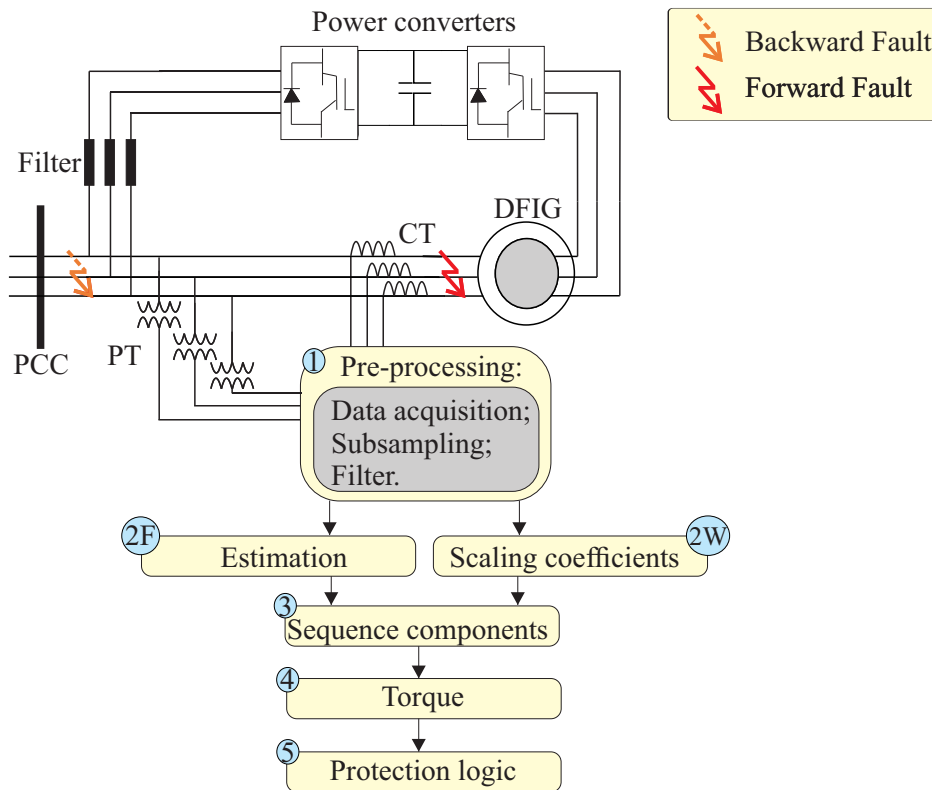 Power converters
Backward Fault
Forward Fault
Filter
DFIG
CT
PCC
PT
1
Pre-processing:
Data acquisition;
Subsampling;
Filter.
2F
2W
Estimation
Scaling coefficients
3
Sequence components
4
Torque
5
Protection logic